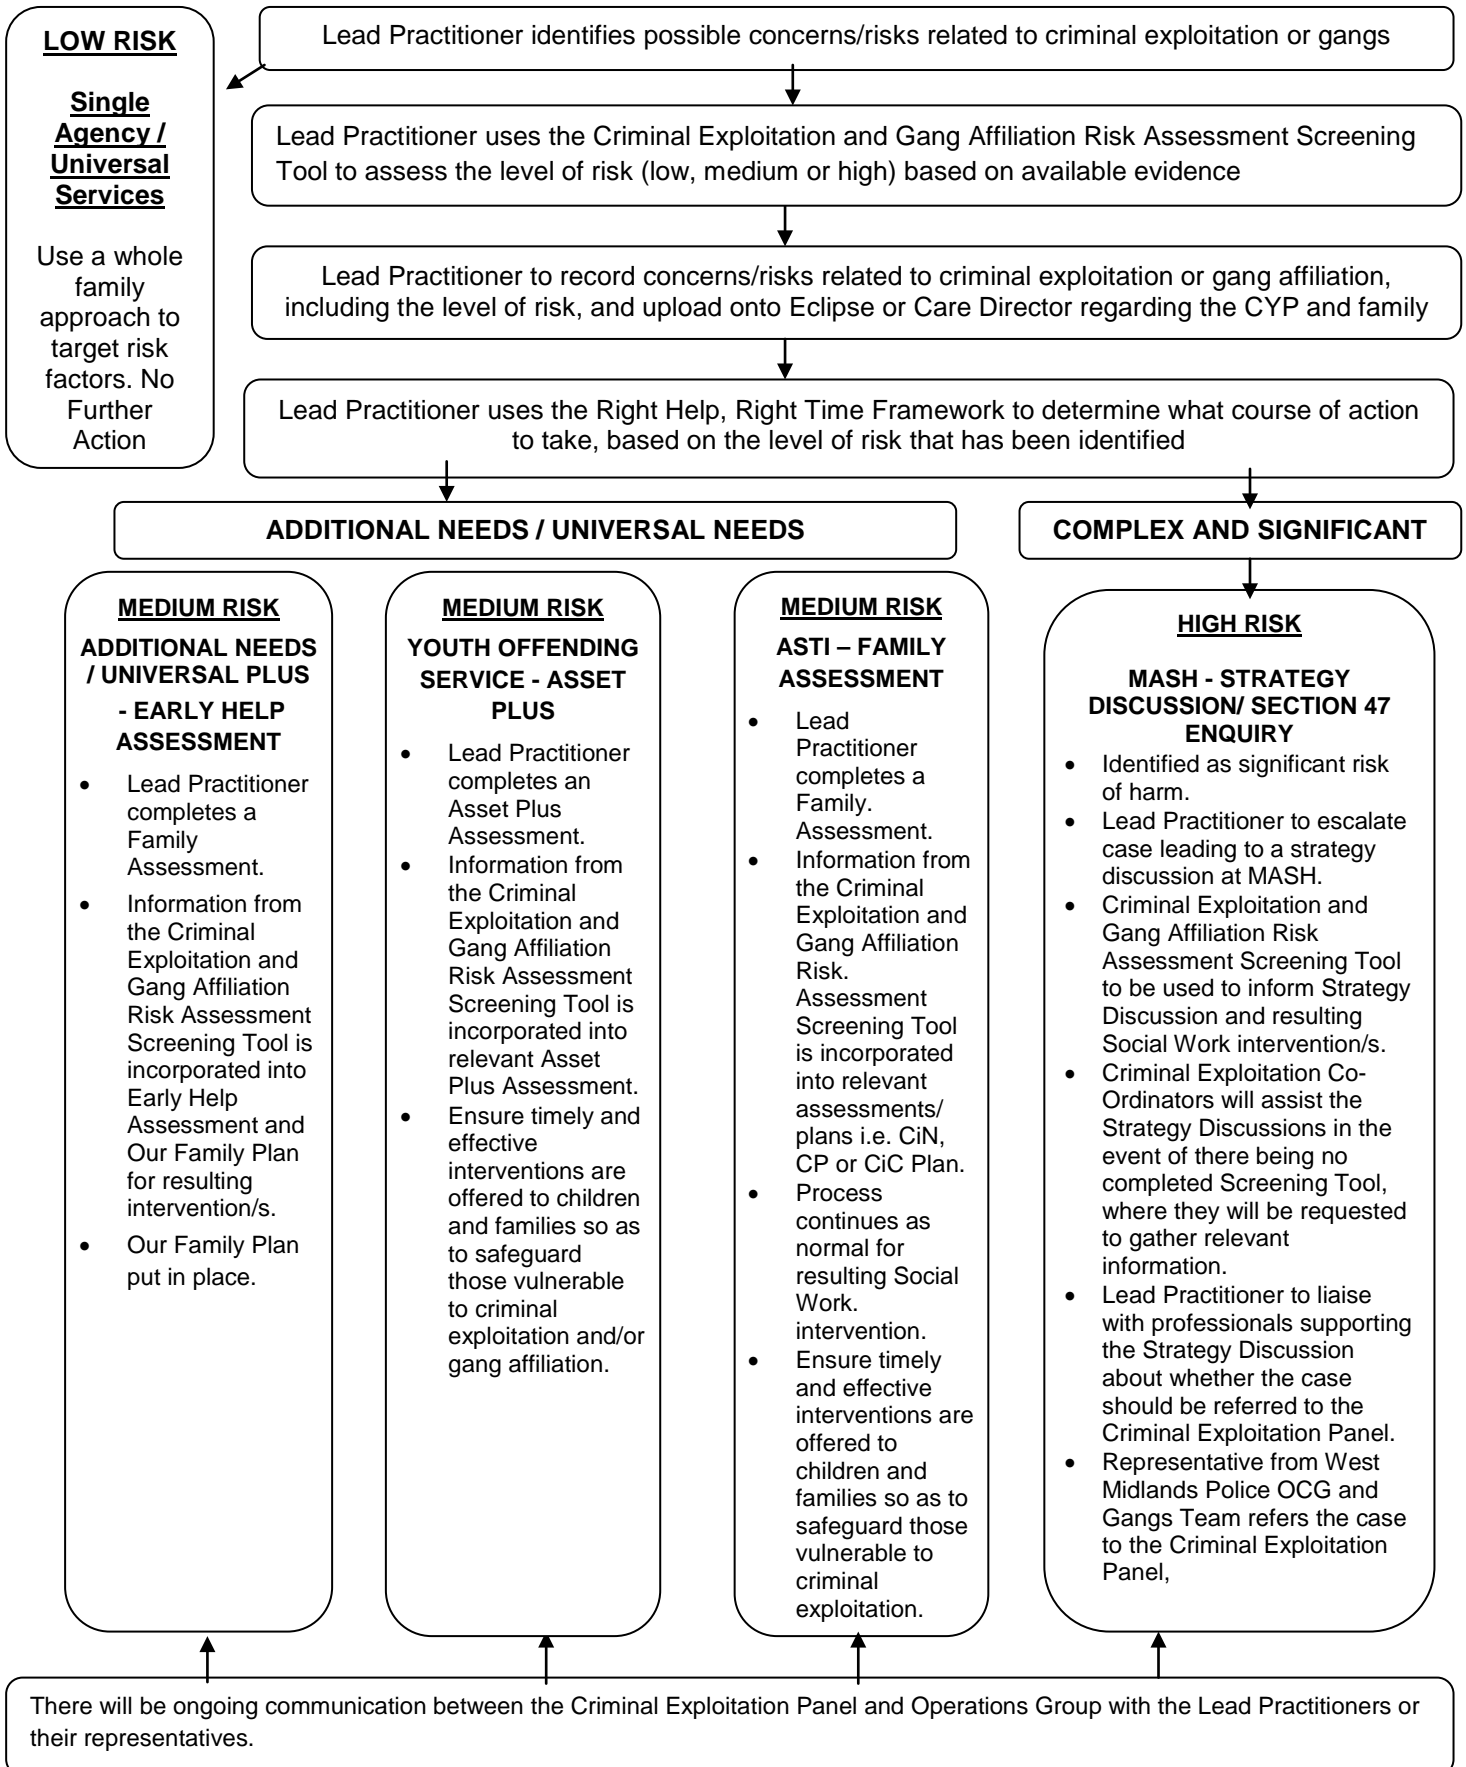 LOW RISK
Single
Agency /
Universal
Services
Use a whole
family
approach to
target risk
factors. No
Further
Action
Lead Practitioner identifies possible concerns/risks related to criminal exploitation or gangs
Lead Practitioner uses the Criminal Exploitation and Gang Affiliation Risk Assessment Screening
Tool to assess the level of risk (low, medium or high) based on available evidence
Lead Practitioner to record concerns/risks related to criminal exploitation or gang affiliation,
including the level of risk, and upload onto Eclipse or Care Director regarding the CYP and family
Lead Practitioner uses the Right Help, Right Time Framework to determine what course of action
to take, based on the level of risk that has been identified
ADDITIONAL NEEDS / UNIVERSAL NEEDS
COMPLEX AND SIGNIFICANT
MEDIUM RISK
ADDITIONAL NEEDS
/ UNIVERSAL PLUS
- EARLY HELP
ASSESSMENT
• Lead Practitioner
completes a
Family
Assessment.
• Information from
the Criminal
Exploitation and
Gang Affiliation
Risk Assessment
Screening Tool is
incorporated into
Early Help
Assessment and
Our Family Plan
for resulting
intervention/s.
• Our Family Plan
put in place.
MEDIUM RISK
YOUTH OFFENDING
SERVICE - ASSET
PLUS
• Lead Practitioner
completes an
Asset Plus
Assessment.
• Information from
the Criminal
Exploitation and
Gang Affiliation
Risk Assessment
Screening Tool is
incorporated into
relevant Asset
Plus Assessment.
• Ensure timely and
effective
interventions are
offered to children
and families so as
to safeguard
those vulnerable
to criminal
exploitation and/or
gang affiliation.
MEDIUM RISK
ASTI – FAMILY
ASSESSMENT
• Lead
Practitioner
completes a
Family.
Assessment.
• Information from
the Criminal
Exploitation and
Gang Affiliation
Risk.
Assessment
Screening Tool
is incorporated
into relevant
assessments/
plans i.e. CiN,
CP or CiC Plan.
• Process
continues as
normal for
resulting Social
Work.
intervention.
• Ensure timely
and effective
interventions are
offered to
children and
families so as to
safeguard those
vulnerable to
criminal
exploitation.
HIGH RISK
MASH - STRATEGY
DISCUSSION/ SECTION 47
ENQUIRY
• Identified as significant risk
of harm.
• Lead Practitioner to escalate
case leading to a strategy
discussion at MASH.
• Criminal Exploitation and
Gang Affiliation Risk
Assessment Screening Tool
to be used to inform Strategy
Discussion and resulting
Social Work intervention/s.
• Criminal Exploitation Co-
Ordinators will assist the
Strategy Discussions in the
event of there being no
completed Screening Tool,
where they will be requested
to gather relevant
information.
• Lead Practitioner to liaise
with professionals supporting
the Strategy Discussion
about whether the case
should be referred to the
Criminal Exploitation Panel.
• Representative from West
Midlands Police OCG and
Gangs Team refers the case
to the Criminal Exploitation
Panel,
There will be ongoing communication between the Criminal Exploitation Panel and Operations Group with the Lead Practitioners or
their representatives.